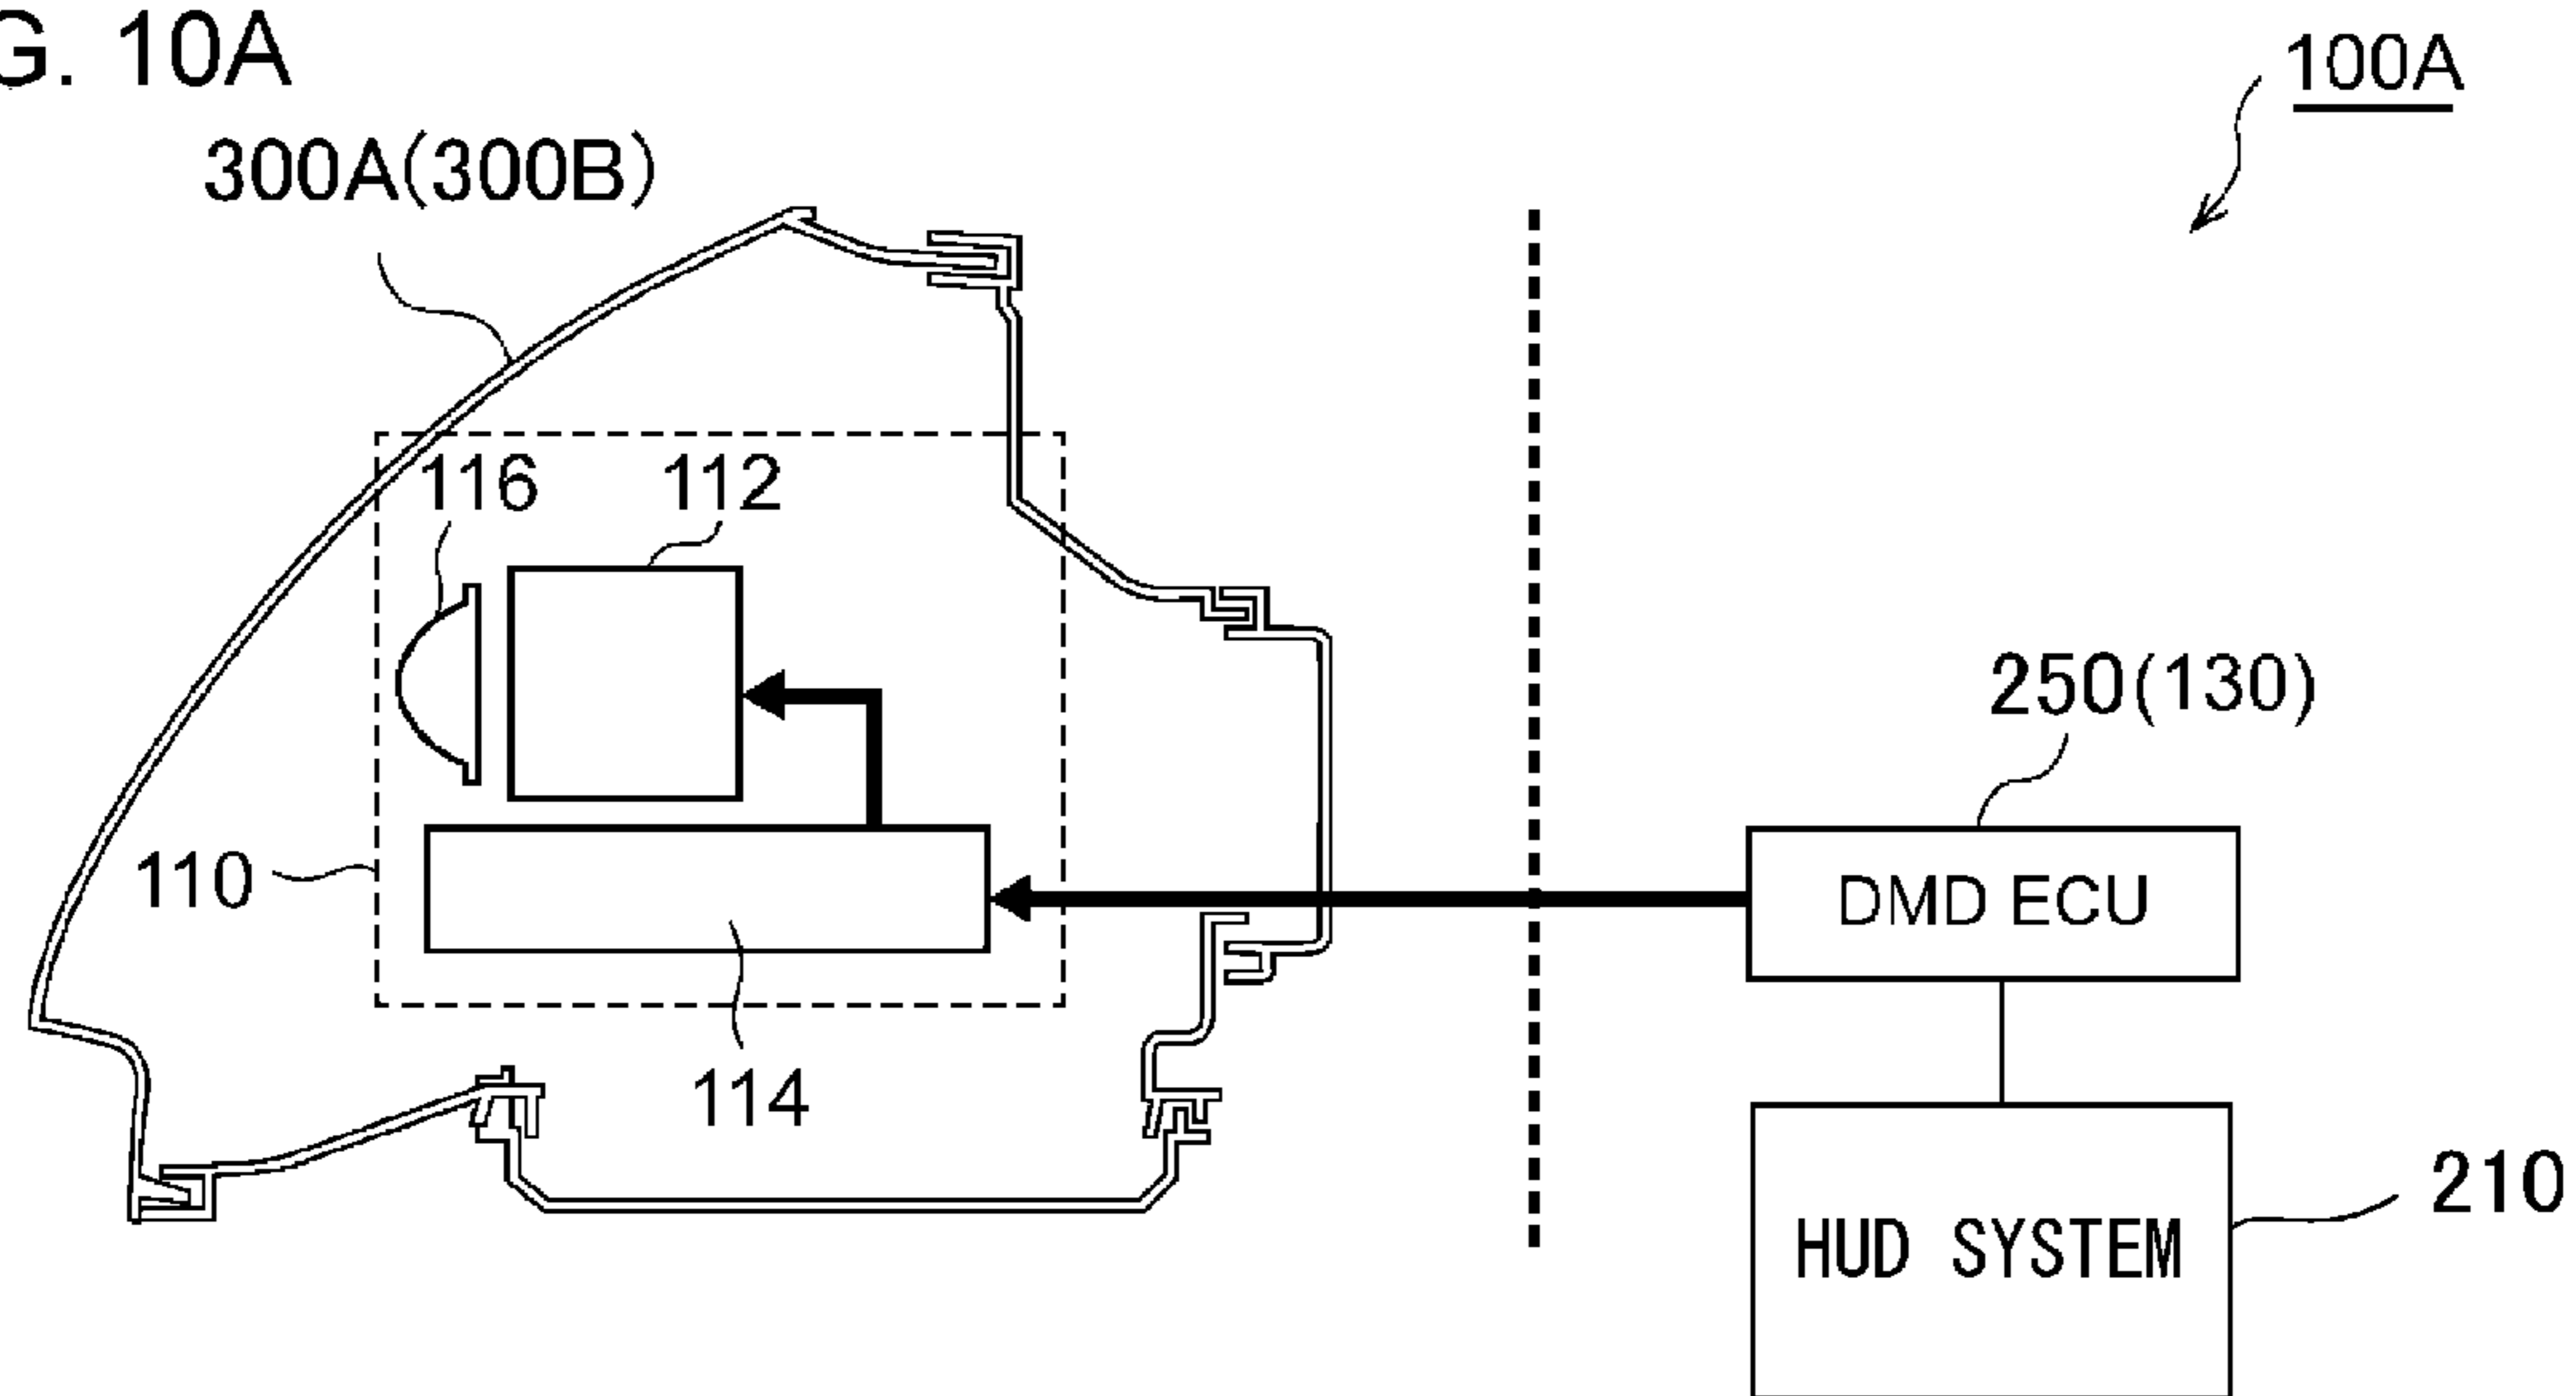 G. 10A
100A
300A(300B)
116
112
250(130)
110
DMD ECU
114
210
HUD SYSTEM